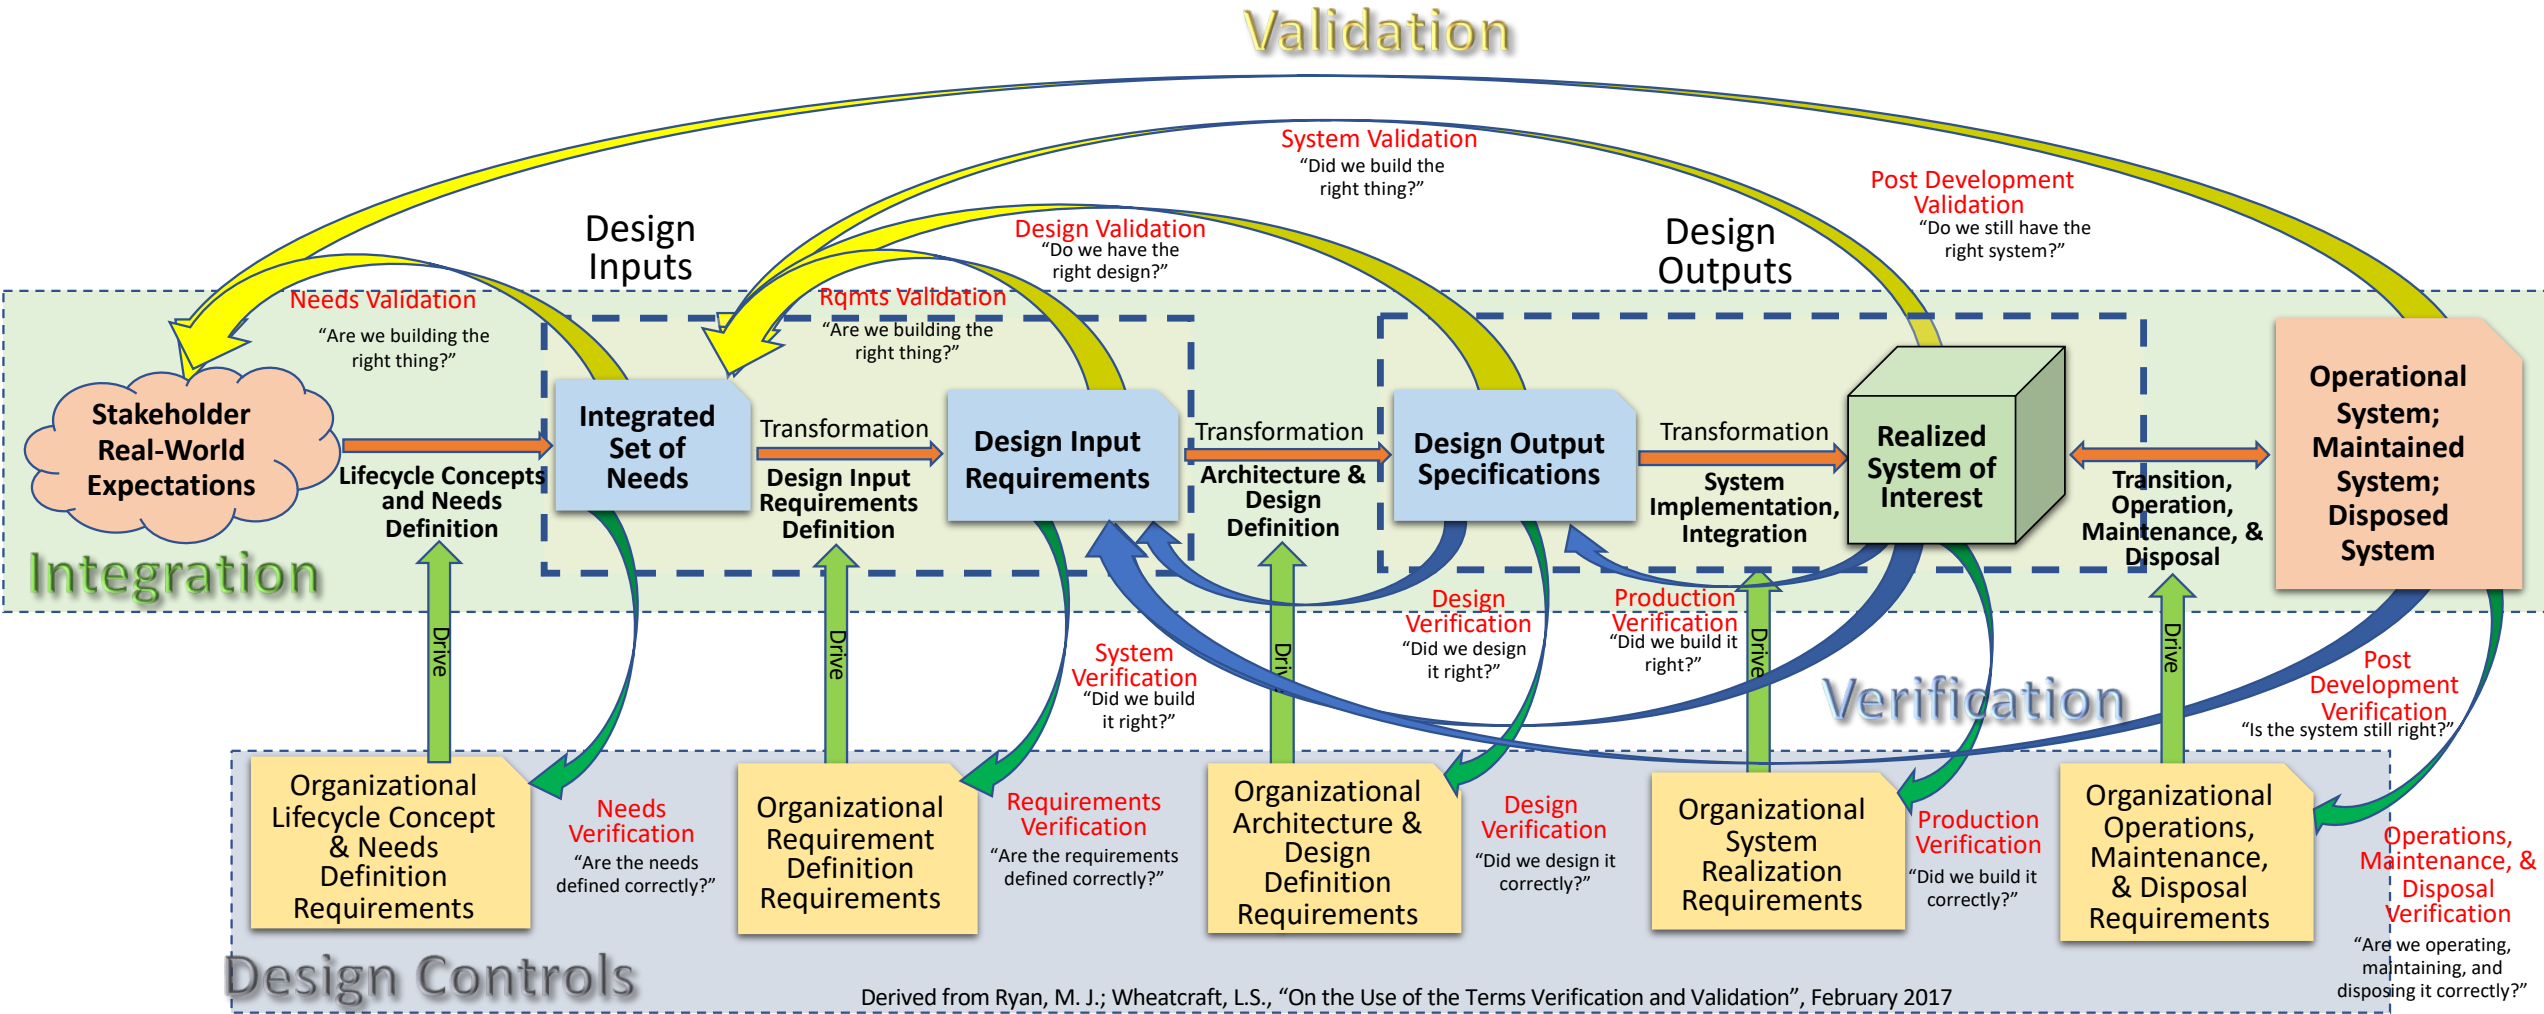 Validation
System Validation
“Did we build the
right thing?”
Post Development
Validation
“Do we still have the
right system?”
Design
Inputs
Design Validation
“Do we have the
right design?”
Design
Outputs
Needs Validation
“Are we building the
right thing?”
Rqmts Validation
“Are we building the
right thing?”
Stakeholder
Real-World
Expectations
Lifecycle Concepts
and Needs
Definition
Integrated
Set of
Needs
Transformation
Design Input
Requirements
Definition
Design Input
Requirements
Transformation
Architecture &
Design
Definition
Design Output
Specifications
Transformation
System
Implementation,
Integration
Realized
System of
Interest
Transition,
Operation,
Maintenance, &
Disposal
Operational
System;
Maintained
System;
Disposed
System
Integration
Drive
Drive
Drive
Drive
Drive
System
Verification
“Did we build
it right?”
Design
Verification
“Did we design
it right?”
Production
Verification
“Did we build it
right?”
Verification
Post
Development
Verification
“Is the system still right?”
Organizational
Lifecycle Concept
& Needs
Definition
Requirements
Needs
Verification
“Are the needs
defined correctly?”
Organizational
Requirement
Definition
Requirements
Requirements
Verification
“Are the requirements
defined correctly?”
Organizational
Architecture &
Design
Definition
Requirements
Design
Verification
“Did we design it
correctly?”
Organizational
System
Realization
Requirements
Production
Verification
“Did we build it
correctly?”
Organizational
Operations,
Maintenance,
& Disposal
Requirements
Operations,
Maintenance, &
Disposal
Verification
“Are we operating,
maintaining, and
disposing it correctly?”
Design Controls
Derived from Ryan, M. J.; Wheatcraft, L.S., “On the Use of the Terms Verification and Validation”, February 2017